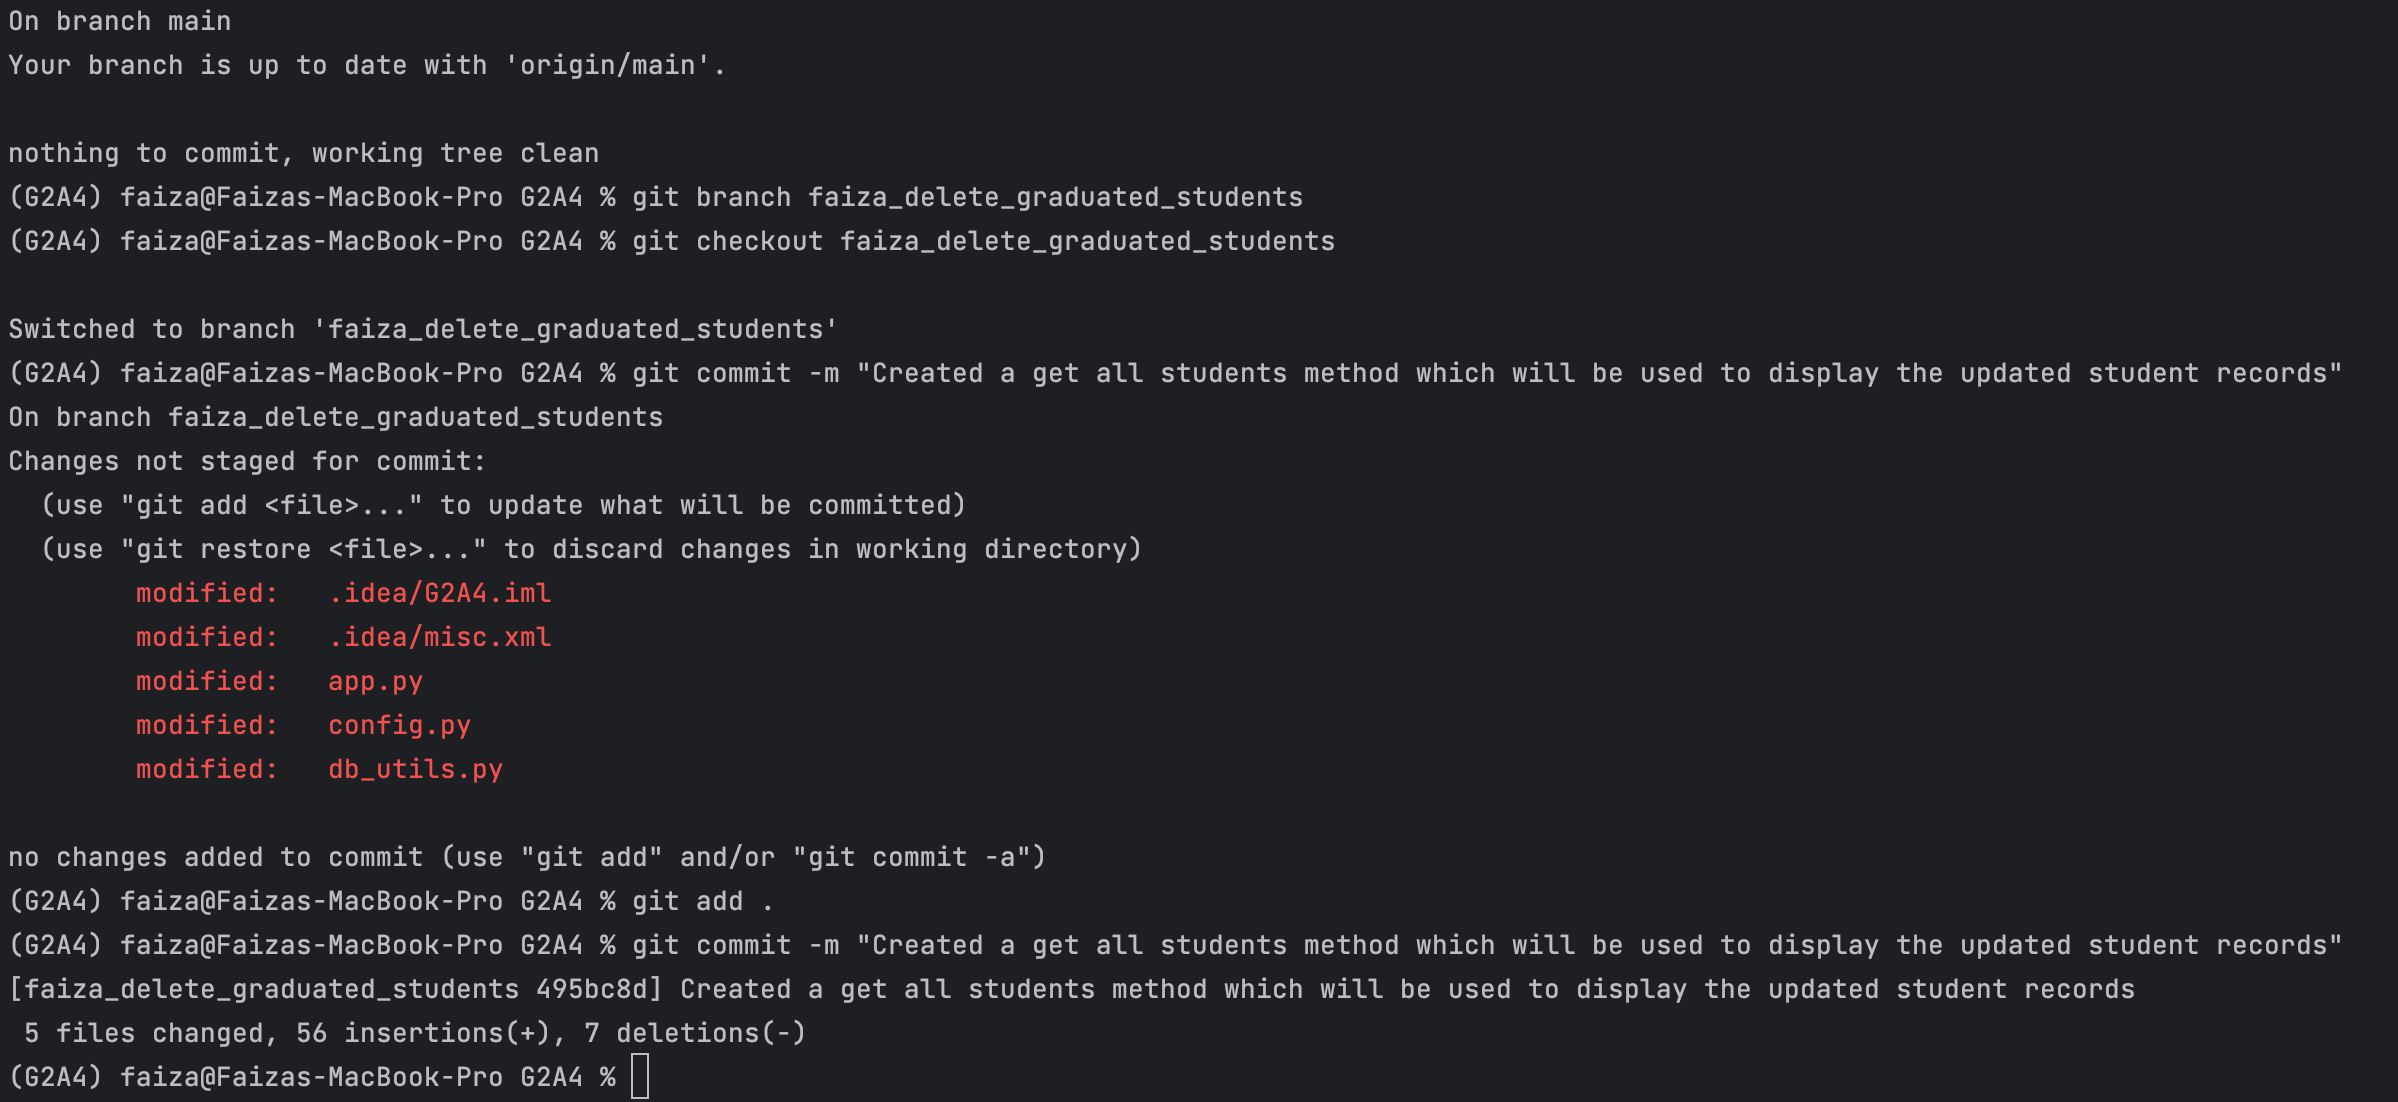 On branch main
Your branch is up to date with 'origin/main'.
nothing to commit, working tree clean
(G2A4) faiza@Faizas-MacBook-Pro G2A4 % git branch faiza_delete_graduated_students
(G2A4) faiza@Faizas-MacBook-Pro G2A4 % git checkout faiza_delete_graduated_students
Switched to branch 'faiza_delete_graduated_students'
(G2A4) faiza@Faizas-MacBook-Pro G2A4 % git commit -m "Created a get all students method which will be used to display the updated student records"
On branch faiza_delete_graduated_students
Changes not staged for commit:
  (use "git add <file>..." to update what will be committed)
  (use "git restore <file>..." to discard changes in working directory)
        modified:   .idea/G2A4.iml
        modified:   .idea/misc.xml
        modified:   app.py
        modified:   config.py
        modified:   db_utils.py
no changes added to commit (use "git add" and/or "git commit -a")
(G2A4) faiza@Faizas-MacBook-Pro G2A4 % git add .
(G2A4) faiza@Faizas-MacBook-Pro G2A4 % git commit -m "Created a get all students method which will be used to display the updated student records"
[faiza_delete_graduated_students 495bc8d] Created a get all students method which will be used to display the updated student records
 5 files changed, 56 insertions(+), 7 deletions(-)
(G2A4) faiza@Faizas-MacBook-Pro G2A4 %